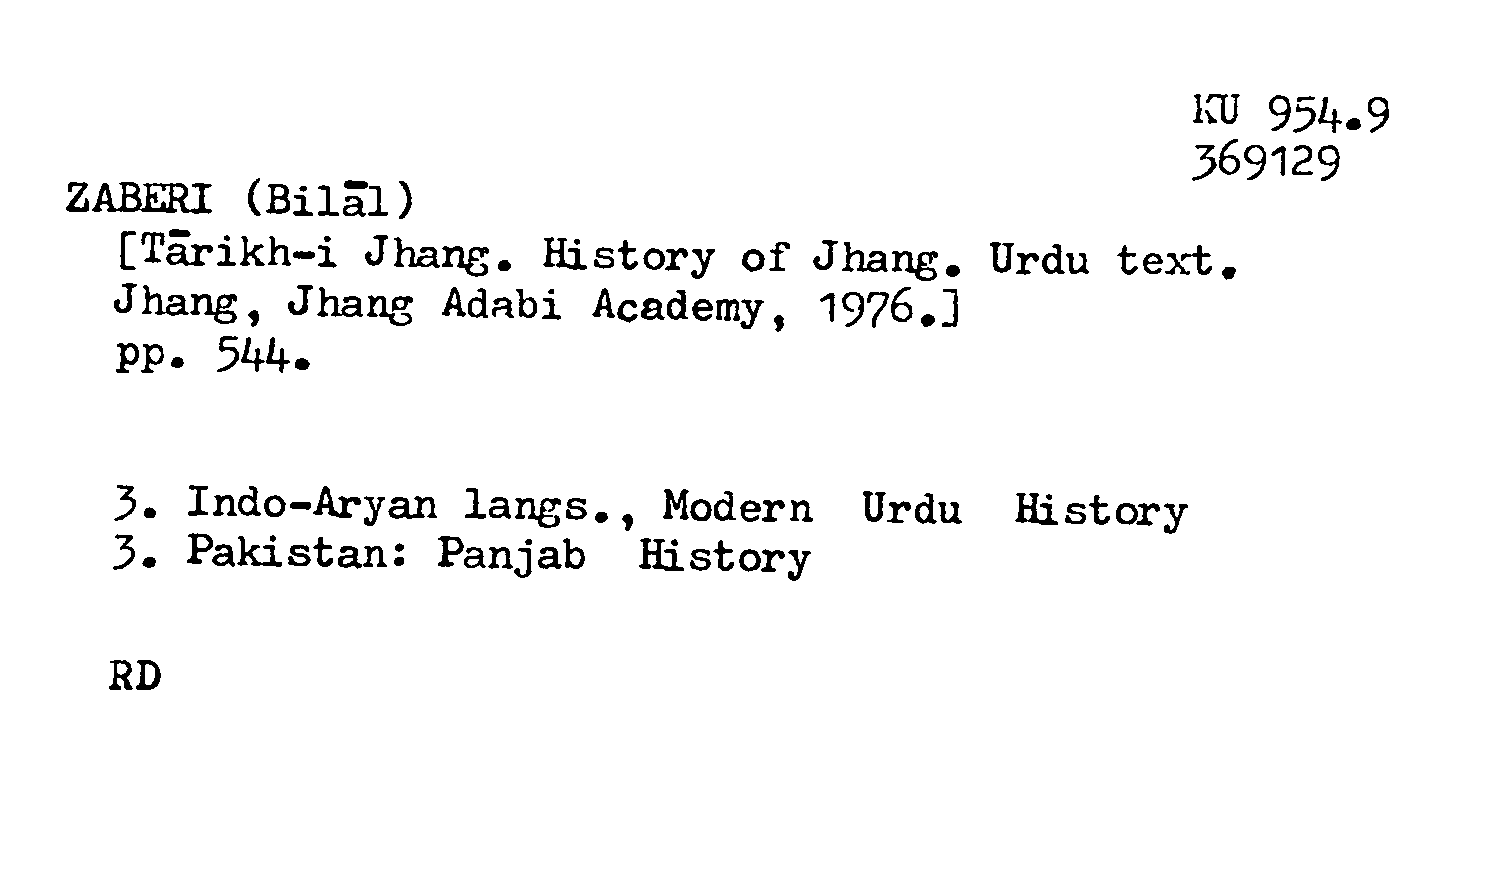 KU 954.9
369129
ZABERI (Bilāl)
[Tārikh-i Jhang. History of Jhang. Urdu text.
Jhang, Jhang Adabi Academy, 1976.]
pp. 544.
3. Indo-Aryan langs., Modern Urdu History
3. Pakistan: Panjab History
RD